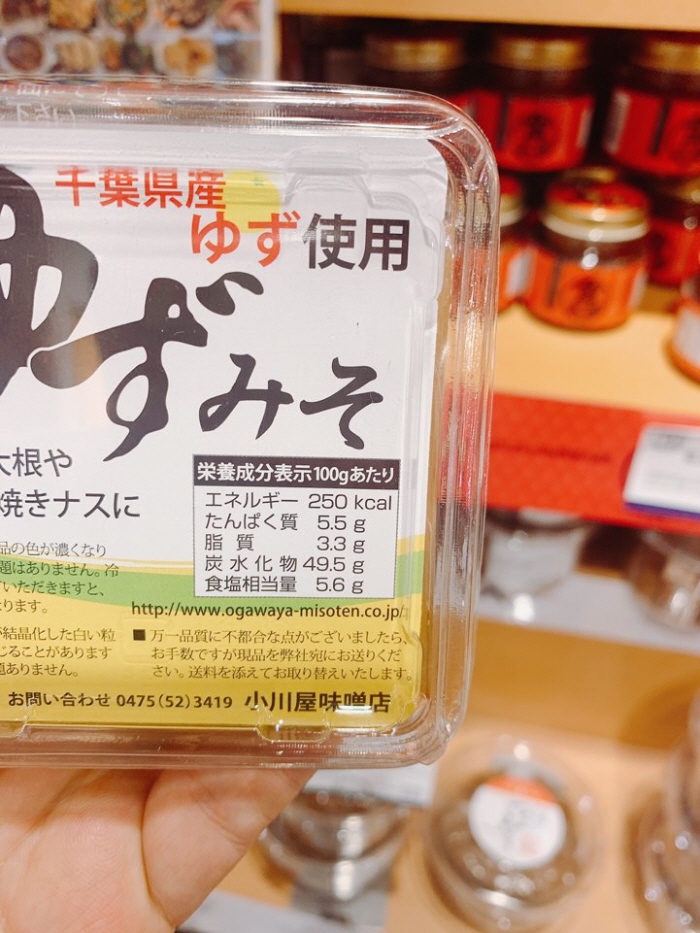 千葉県産
ゆず使用
ゆずみそ
大根や
焼きナスに
栄養成分表示100gあたり
エネルギー 250 kcal
たんぱく質 5.5 g
脂質 3.3 g
炭水化物 49.5 g
食塩相当量 5.6 g
品の色が濃くなり
題はありません。冷
ていただきますと、
なります。
http://www.ogawaya-misoten.co.jp/
が結晶化した白い粒
じることがあります
題ありません。
■ 万一品質に不都合な点がございましたら、
お手数ですが現品を弊社宛にお送りくだ
さい。送料を添えてお取り替えいたします。
お問い合わせ 0475(52)3419 小川屋味噌店